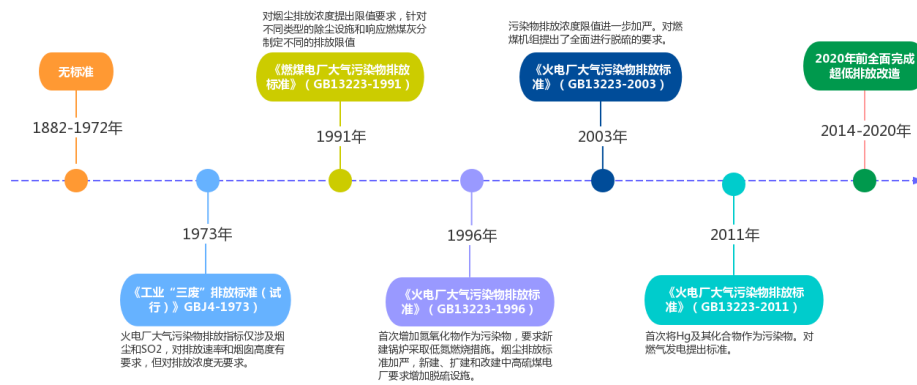 无标准
1882-1972年
1973年
《工业“三废”排放标准（试
行）》GBJ4-1973）
火电厂大气污染物排放指标仅涉及烟
尘和SO2，对排放速率和烟囱高度有
要求，但对排放浓度无要求。
对烟尘排放浓度提出限值要求，针对
不同类型的除尘设施和响应燃煤灰分
制定不同的排放限值
《燃煤电厂大气污染物排放
标准》（GB13223-1991）
1991年
1996年
《火电厂大气污染物排放标
准》（GB13223-1996）
首次增加氮氧化物作为污染物，要求新
建锅炉采取低氮燃烧措施。烟尘排放标
准加严，新建、扩建和改建中高硫煤电
厂要求增加脱硫设施。
污染物排放浓度限值进一步加严。对燃
煤机组提出了全面进行脱硫的要求。
《火电厂大气污染物排放标
准》（GB13223-2003）
2003年
2011年
《火电厂大气污染物排放标
准》（GB13223-2011）
首次将Hg及其化合物作为污染物。对
燃气发电提出标准。
2020年前全面完成
超低排放改造
2014-2020年